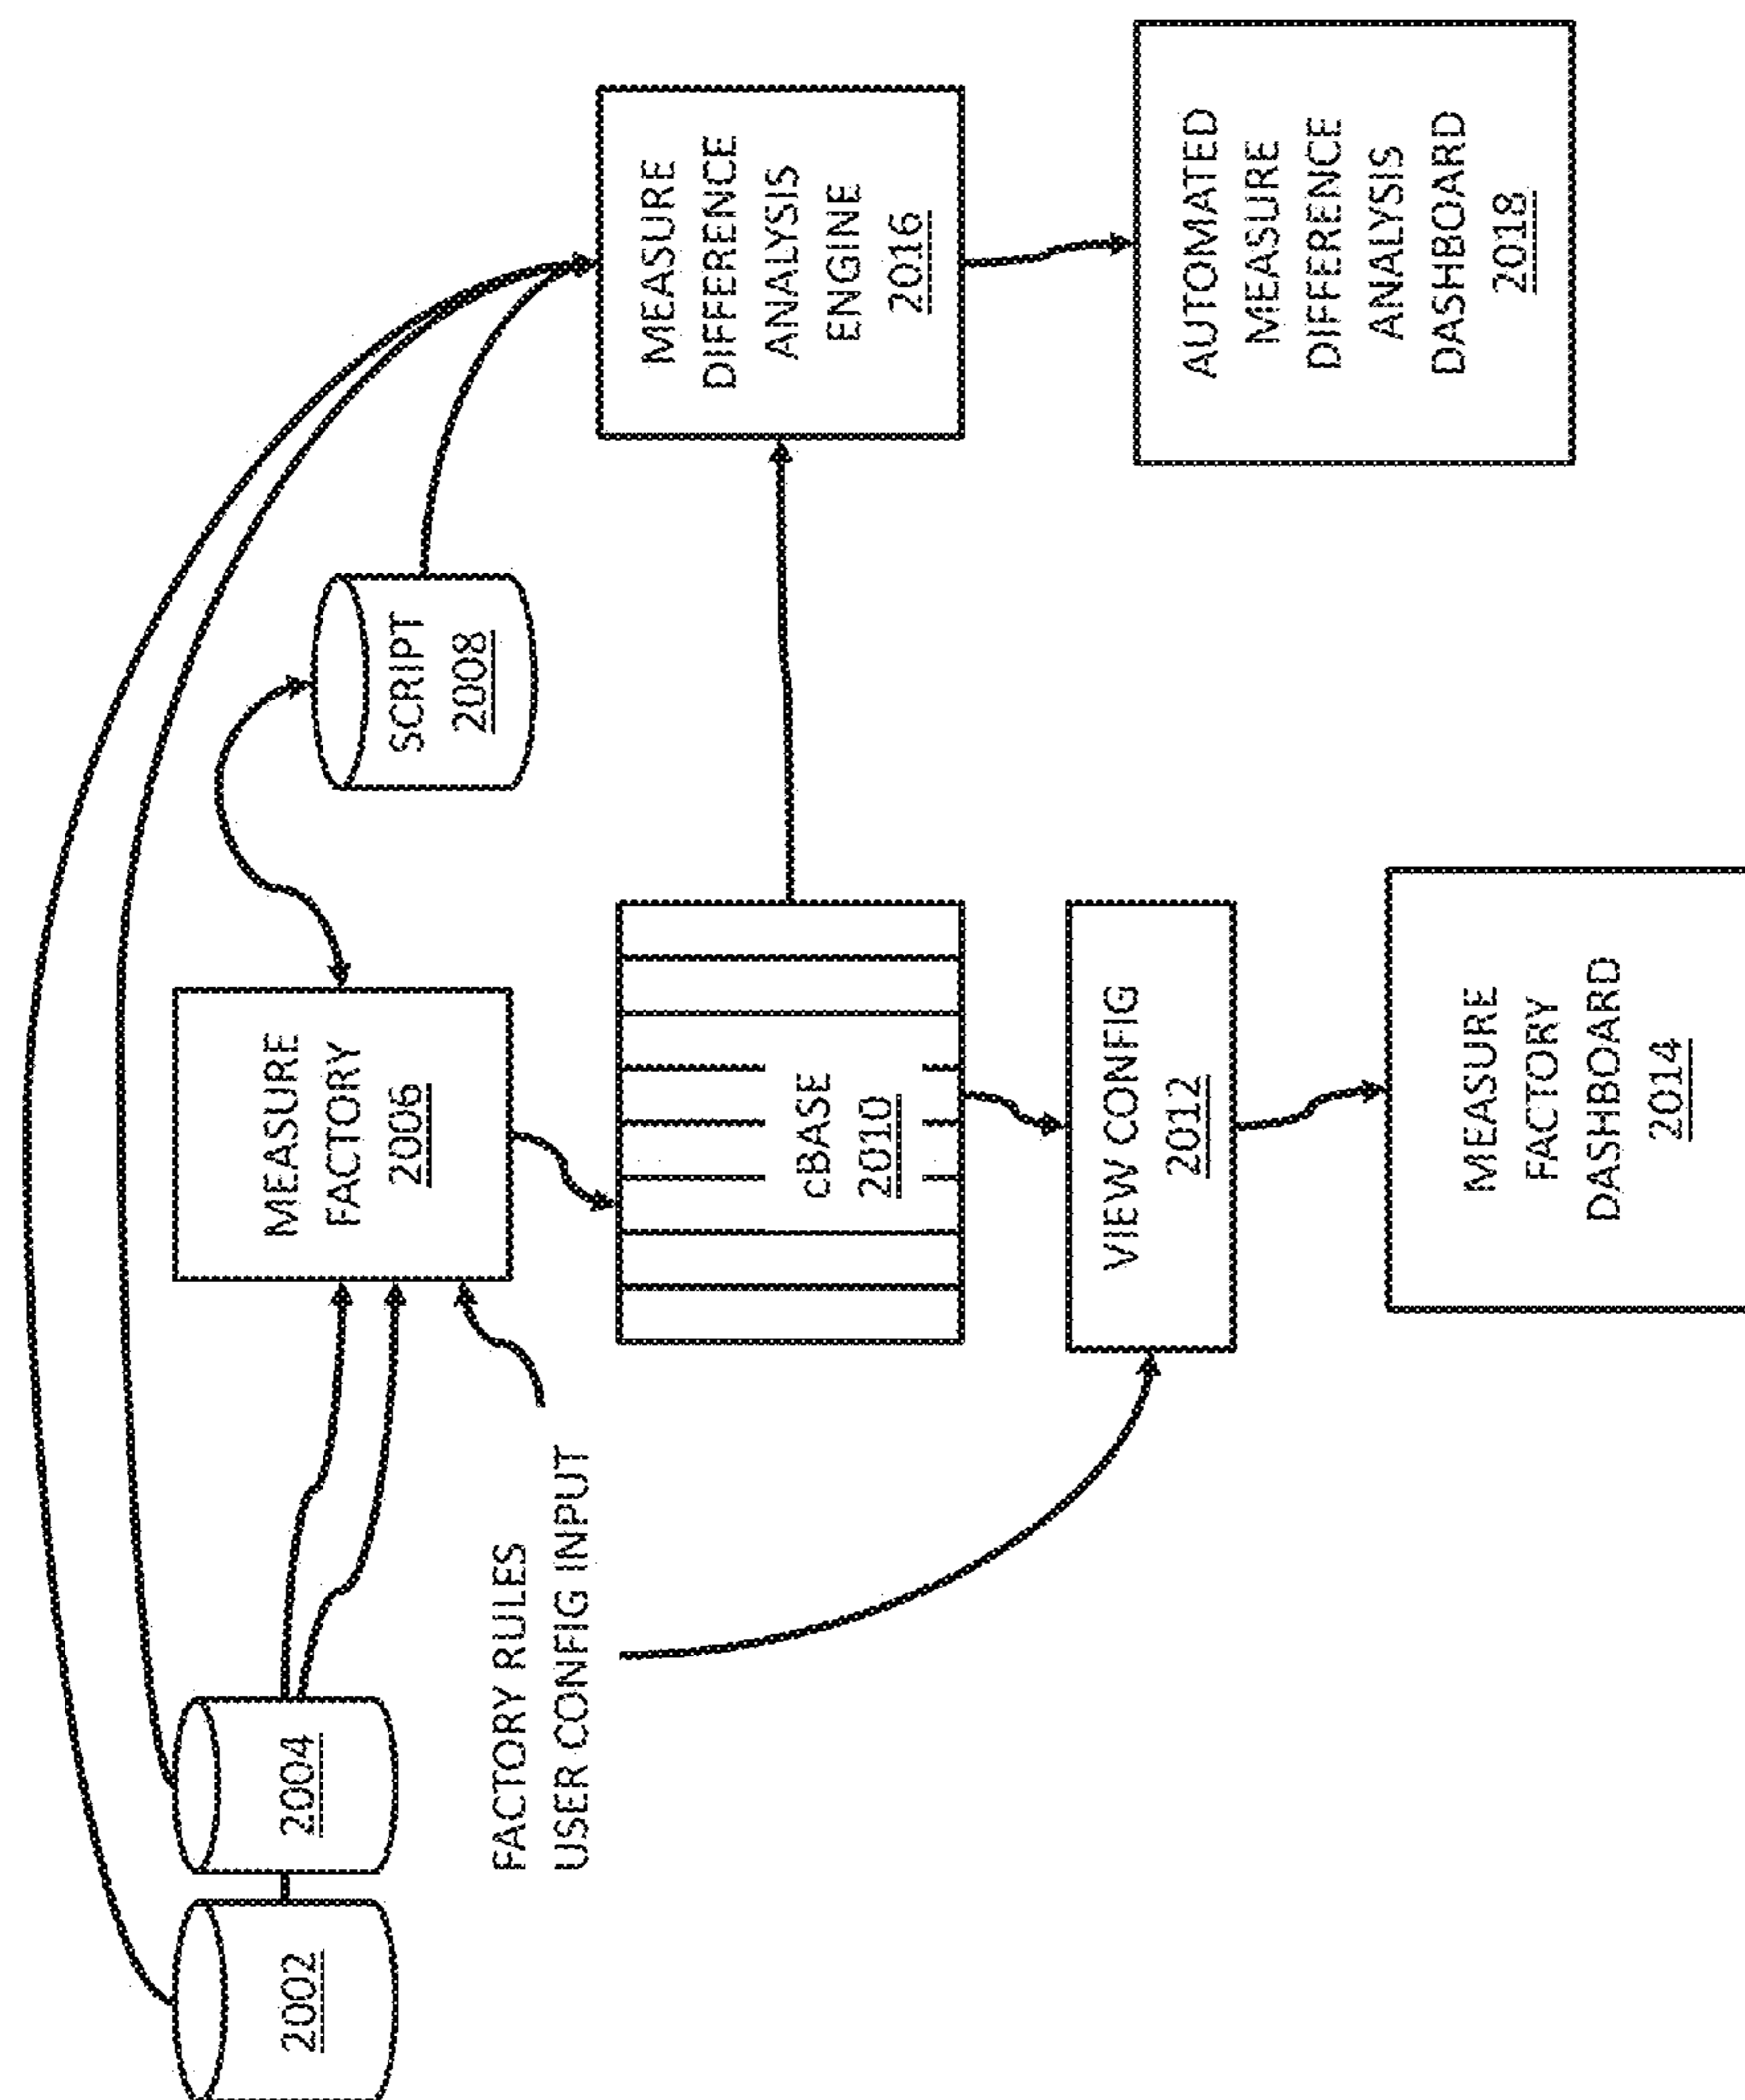 2002
2004
FACTORY RULES
USER CONFIG INPUT
MEASURE
FACTORY
2006
SCRIPT
2008
CBASE
2010
VIEW CONFIG
2012
MEASURE
FACTORY
DASHBOARD
2014
MEASURE
DIFFERENCE
ANALYSIS
ENGINE
2016
AUTOMATED
MEASURE
DIFFERENCE
ANALYSIS
DASHBOARD
2018